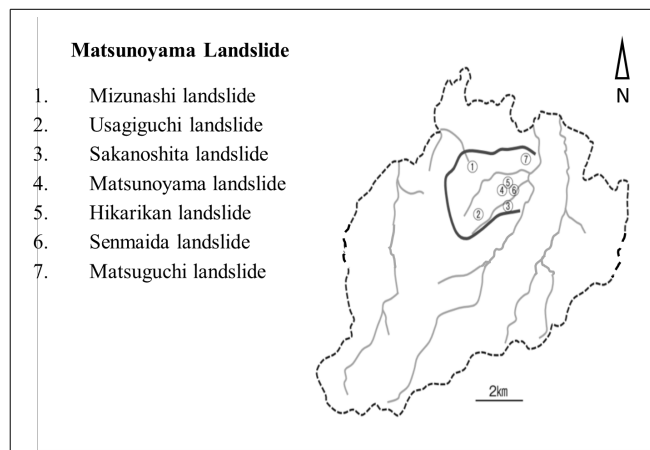 Matsunoyama Landslide
1. Mizunashi landslide
2. Usagiguchi landslide
3. Sakanoshita landslide
4. Matsunoyama landslide
5. Hikarikan landslide
6. Senmaida landslide
7. Matsuguchi landslide
N
①
⑦
⑤
④ ⑥
③
②
2km